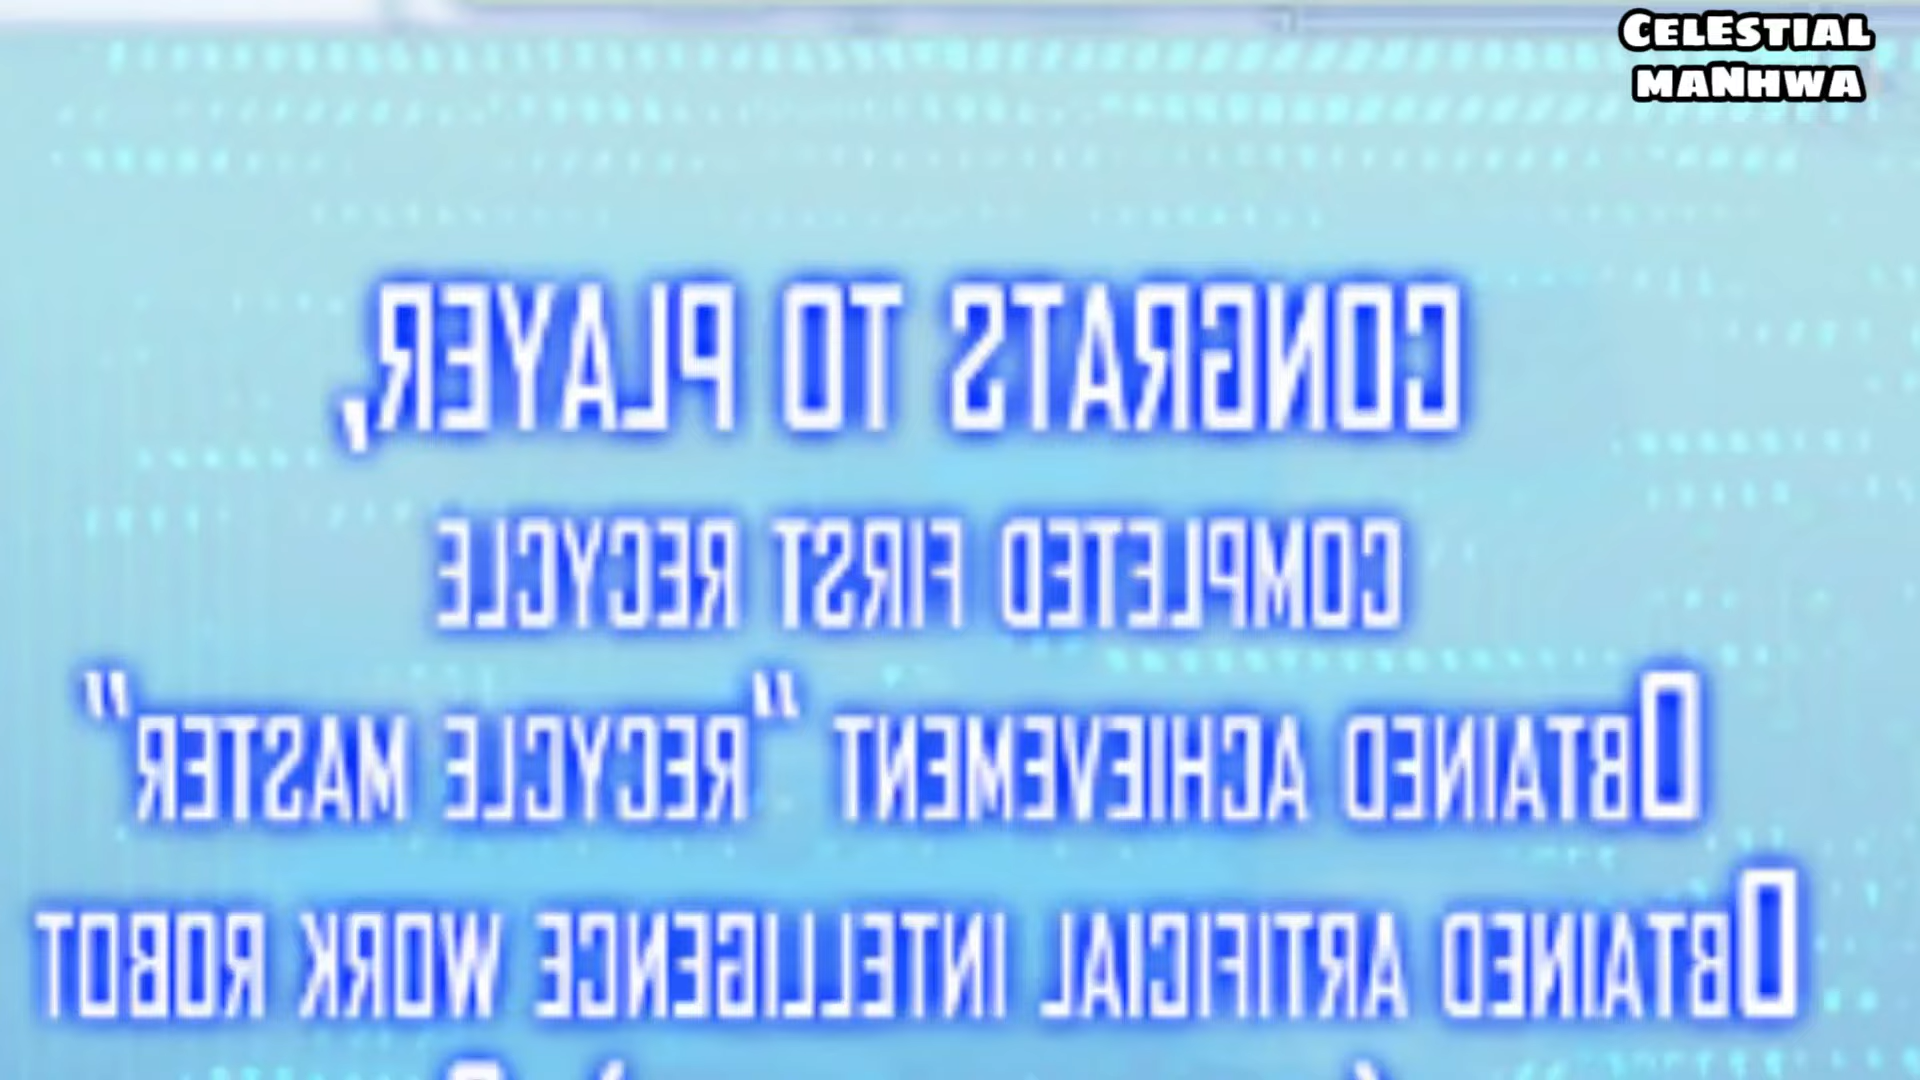 CELESTIAL
MANHWA
CONGRATS TO PLAYER,
COMPLETED FIRST RECYCLE
OBTAINED ACHIEVEMENT "RECYCLE MASTER"
OBTAINED ARTIFICIAL INTELLIGENCE WORK ROBOT